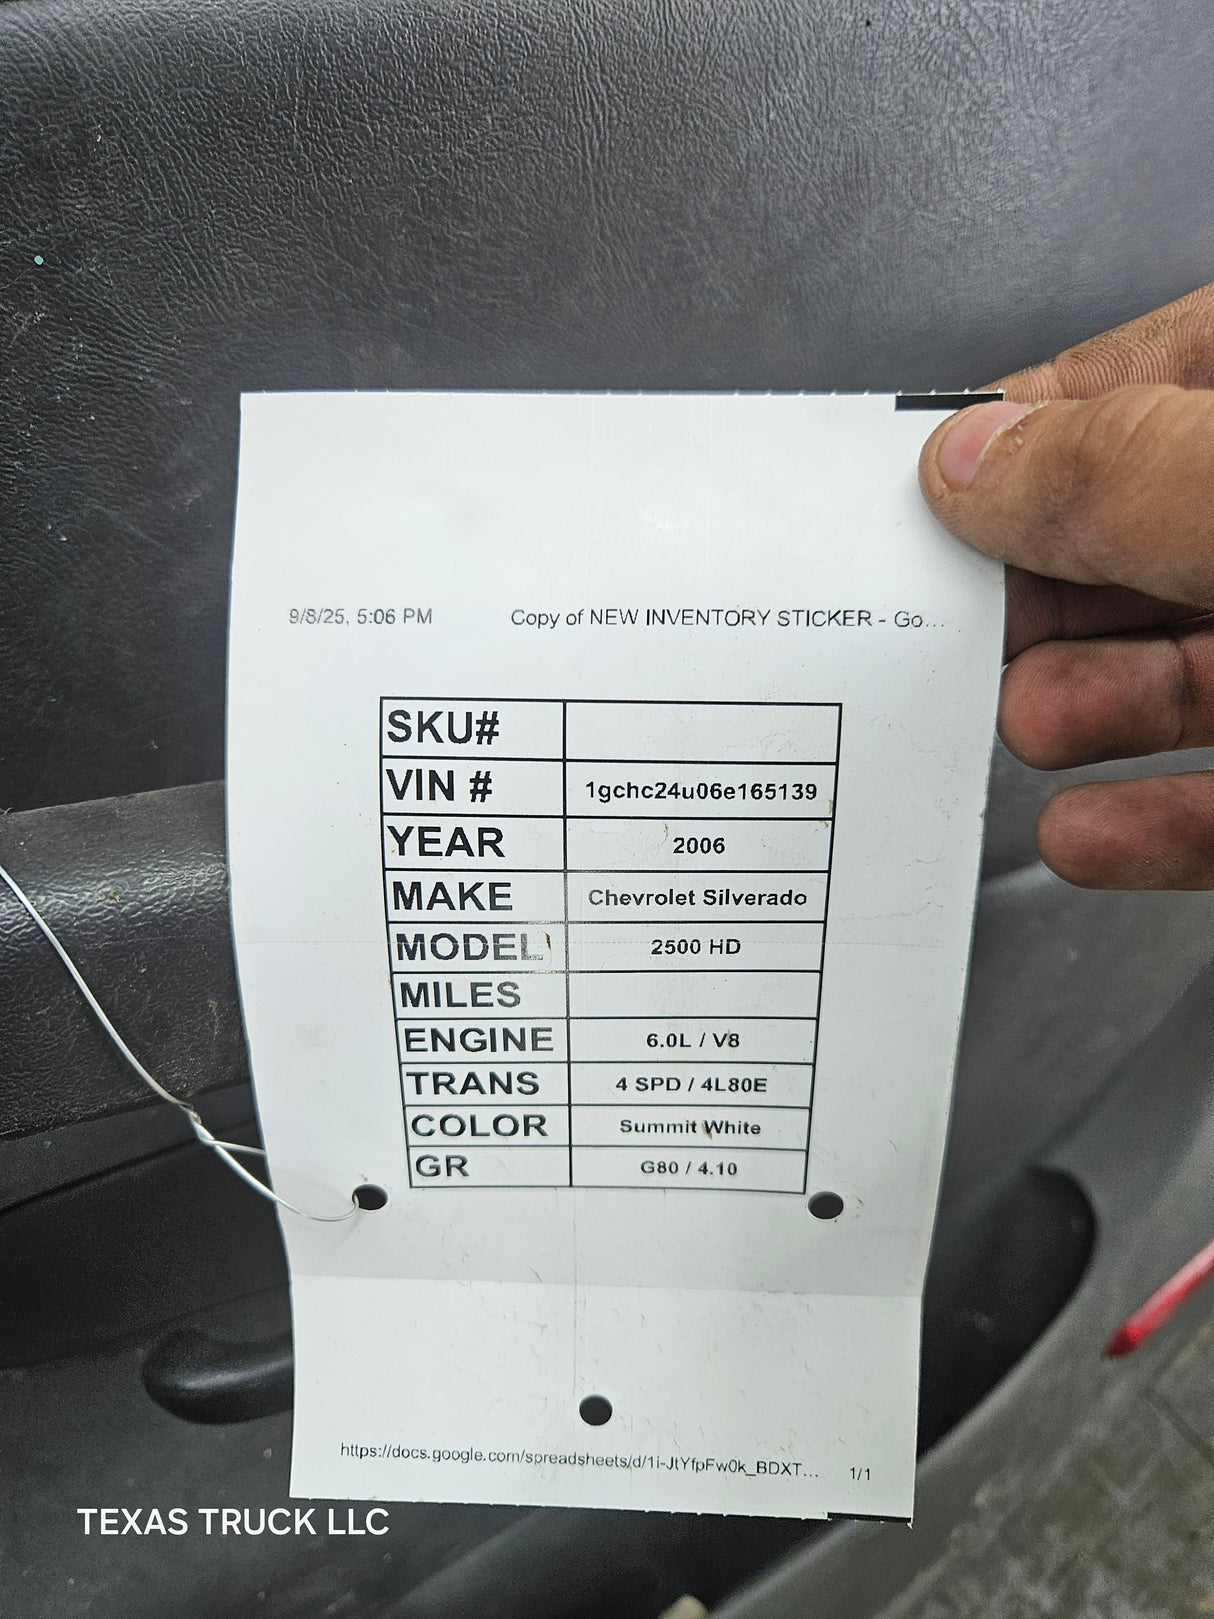 9/8/25, 5:06 PM Copy of NEW INVENTORY STICKER - Go...
SKU#
VIN # 1gchc24u06e165139
YEAR 2006
MAKE Chevrolet Silverado
MODEL 2500 HD
MILES
ENGINE 6.0L / V8
TRANS 4 SPD / 4L80E
COLOR Summit White
GR G80 / 4.10
https://docs.google.com/spreadsheets/d/1i-JtYfpFw0k_BDXT... 1/1
TEXAS TRUCK LLC